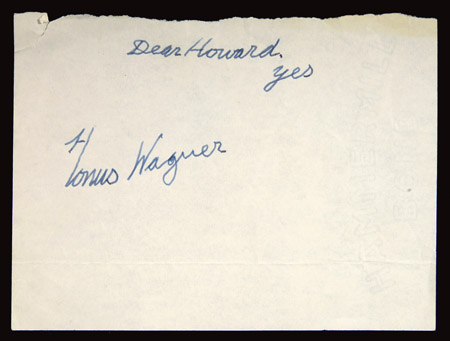 Dear Howard.
yes
Honus Wagner